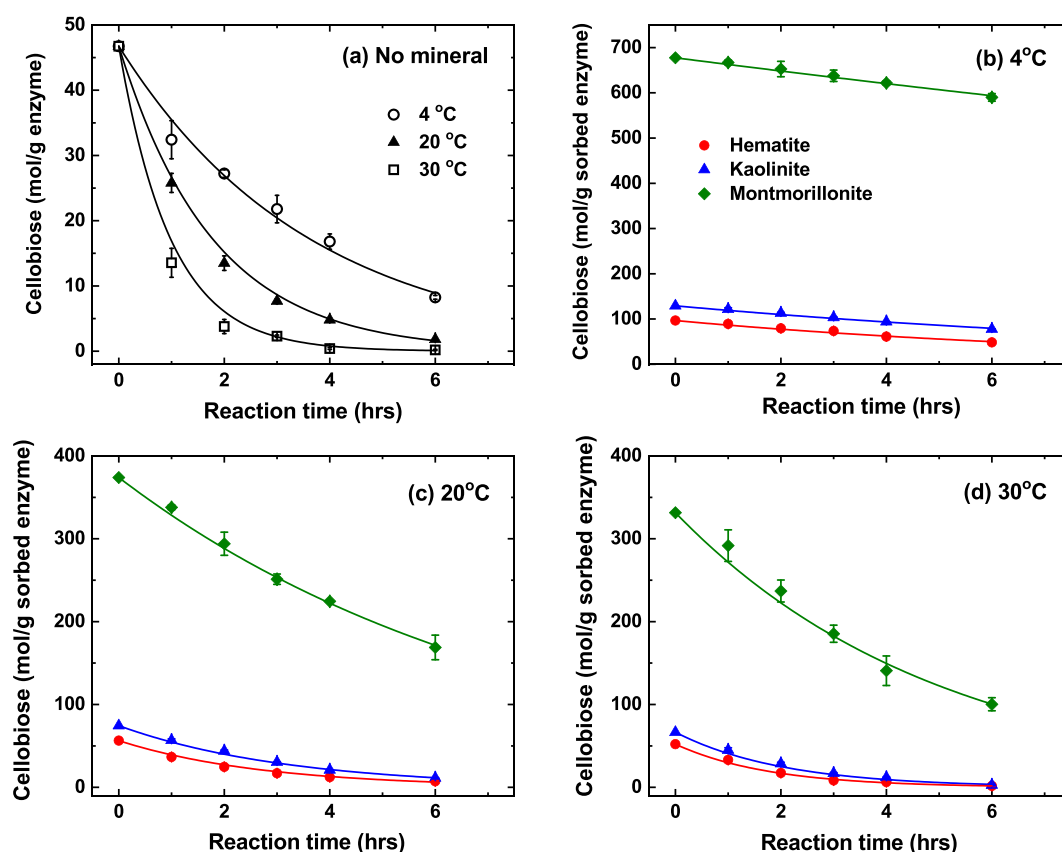 (a) No mineral
4 °C
20 °C
30 °C
Cellobiose (mol/g enzyme)
50
40
30
20
10
0
0 2 4 6
Reaction time (hrs)
(b) 4°C
Hematite
Kaolinite
Montmorillonite
Cellobiose (mol/g sorbed enzyme)
700
600
500
400
300
200
100
0
0 2 4 6
Reaction time (hrs)
(c) 20°C
Cellobiose (mol/g sorbed enzyme)
400
300
200
100
0
0 2 4 6
Reaction time (hrs)
(d) 30°C
Cellobiose (mol/g sorbed enzyme)
400
300
200
100
0
0 2 4 6
Reaction time (hrs)